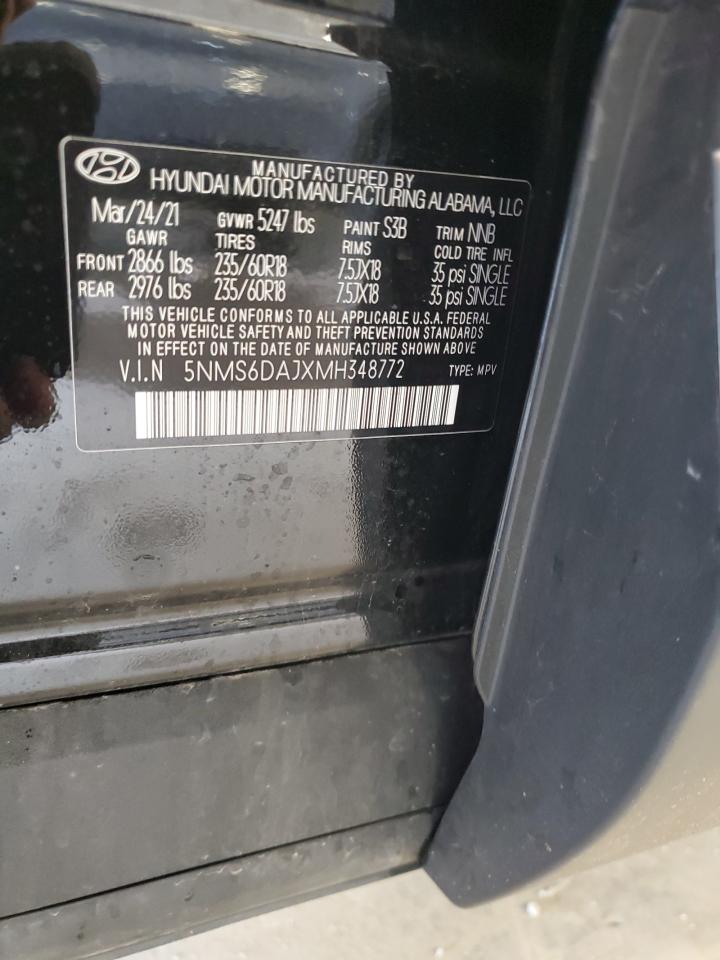 MANUFACTURED BY
HYUNDAI MOTOR MANUFACTURING ALABAMA, LLC
Mar/24/21 GVWR 5247 lbs PAINT S3B TRIM NNB
GAWR TIRES RIMS COLD TIRE INFL
FRONT 2866 lbs 235/60R18 7.5JX18 35 psi SINGLE
REAR 2976 lbs 235/60R18 7.5JX18 35 psi SINGLE
THIS VEHICLE CONFORMS TO ALL APPLICABLE U.S.A. FEDERAL
MOTOR VEHICLE SAFETY AND THEFT PREVENTION STANDARDS
IN EFFECT ON THE DATE OF MANUFACTURE SHOWN ABOVE
V.I.N 5NMS6DAJXMH348772 TYPE: MPV